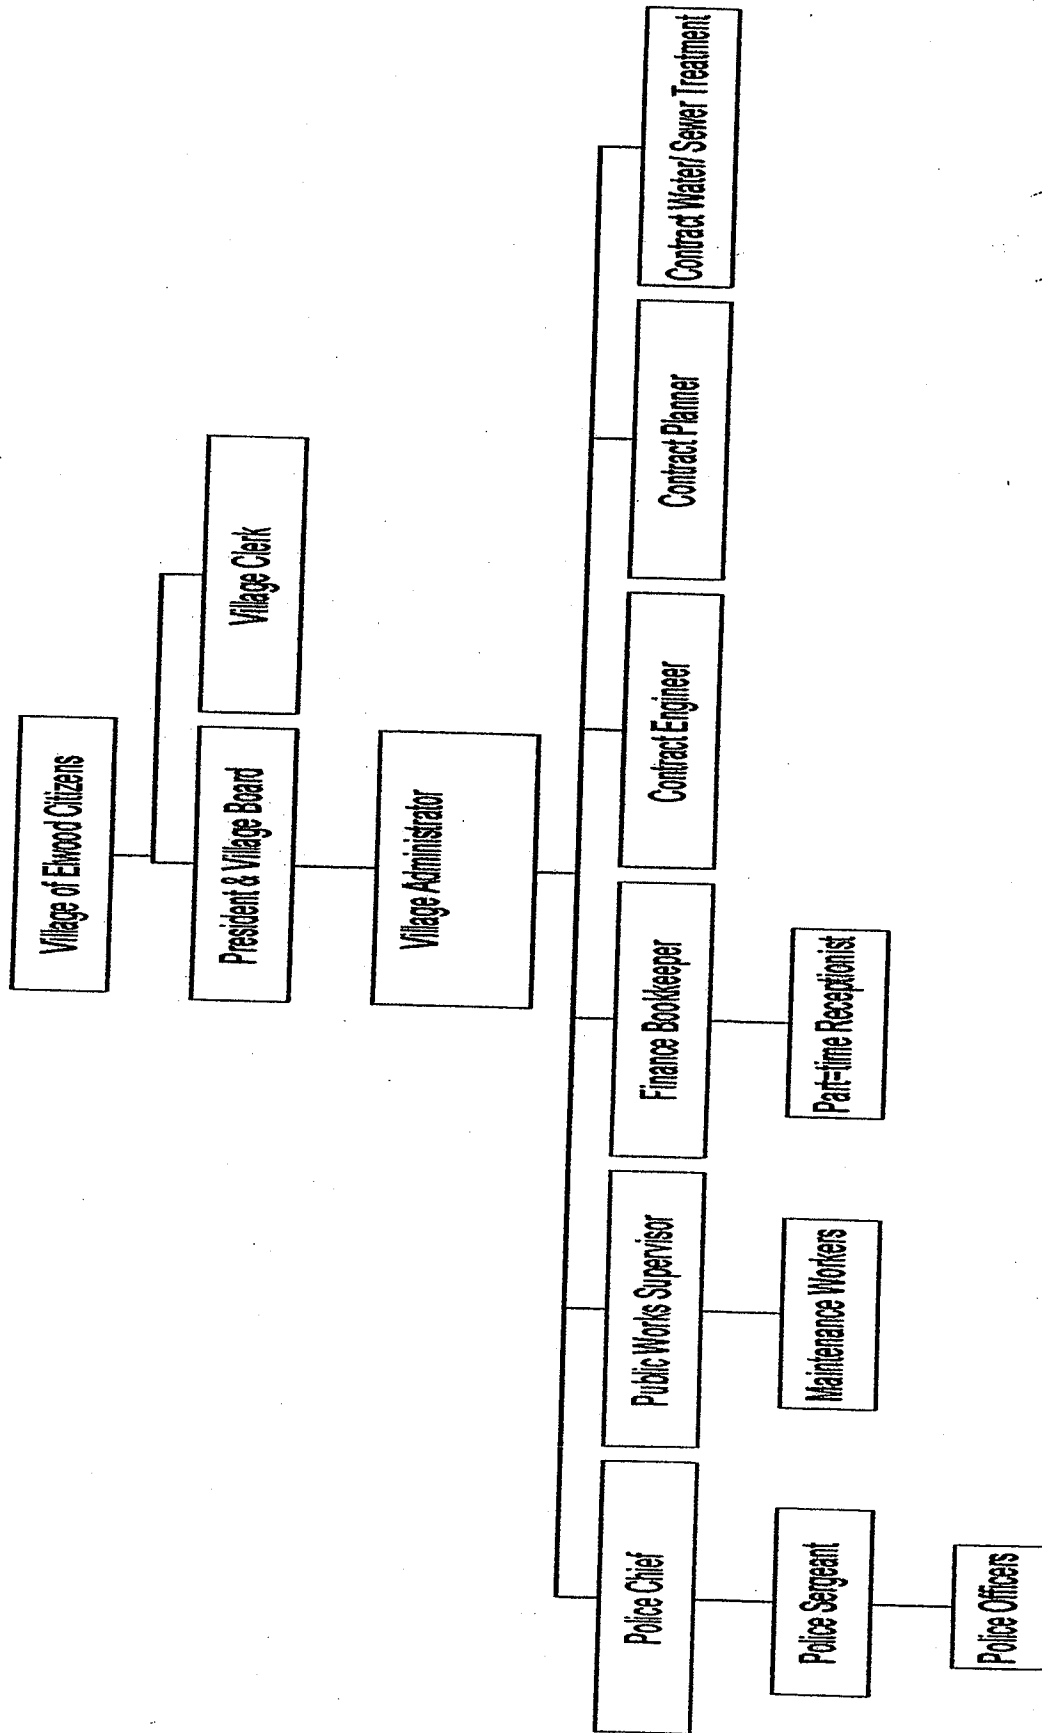 Village of Elwood Citizens
President & Village Board
Village Clerk
Village Administrator
Police Chief
Public Works Supervisor
Finance Bookkeeper
Contract Engineer
Contract Planner
Contract Water/ Sewer Treatment
Police Sergeant
Maintenance Workers
Part-time Receptionist
Police Officers